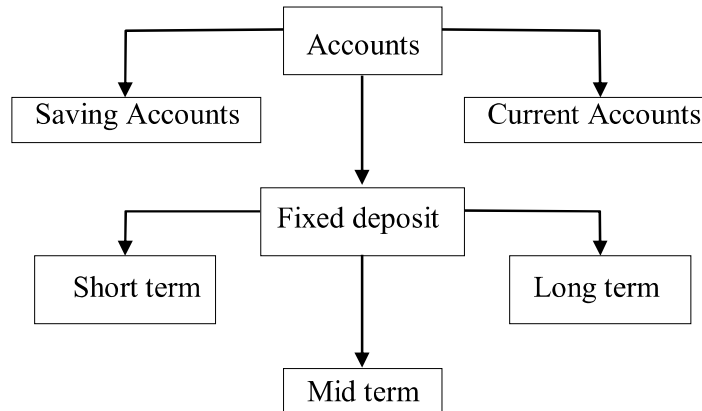 Accounts
Saving Accounts
Current Accounts
Fixed deposit
Short term
Long term
Mid term